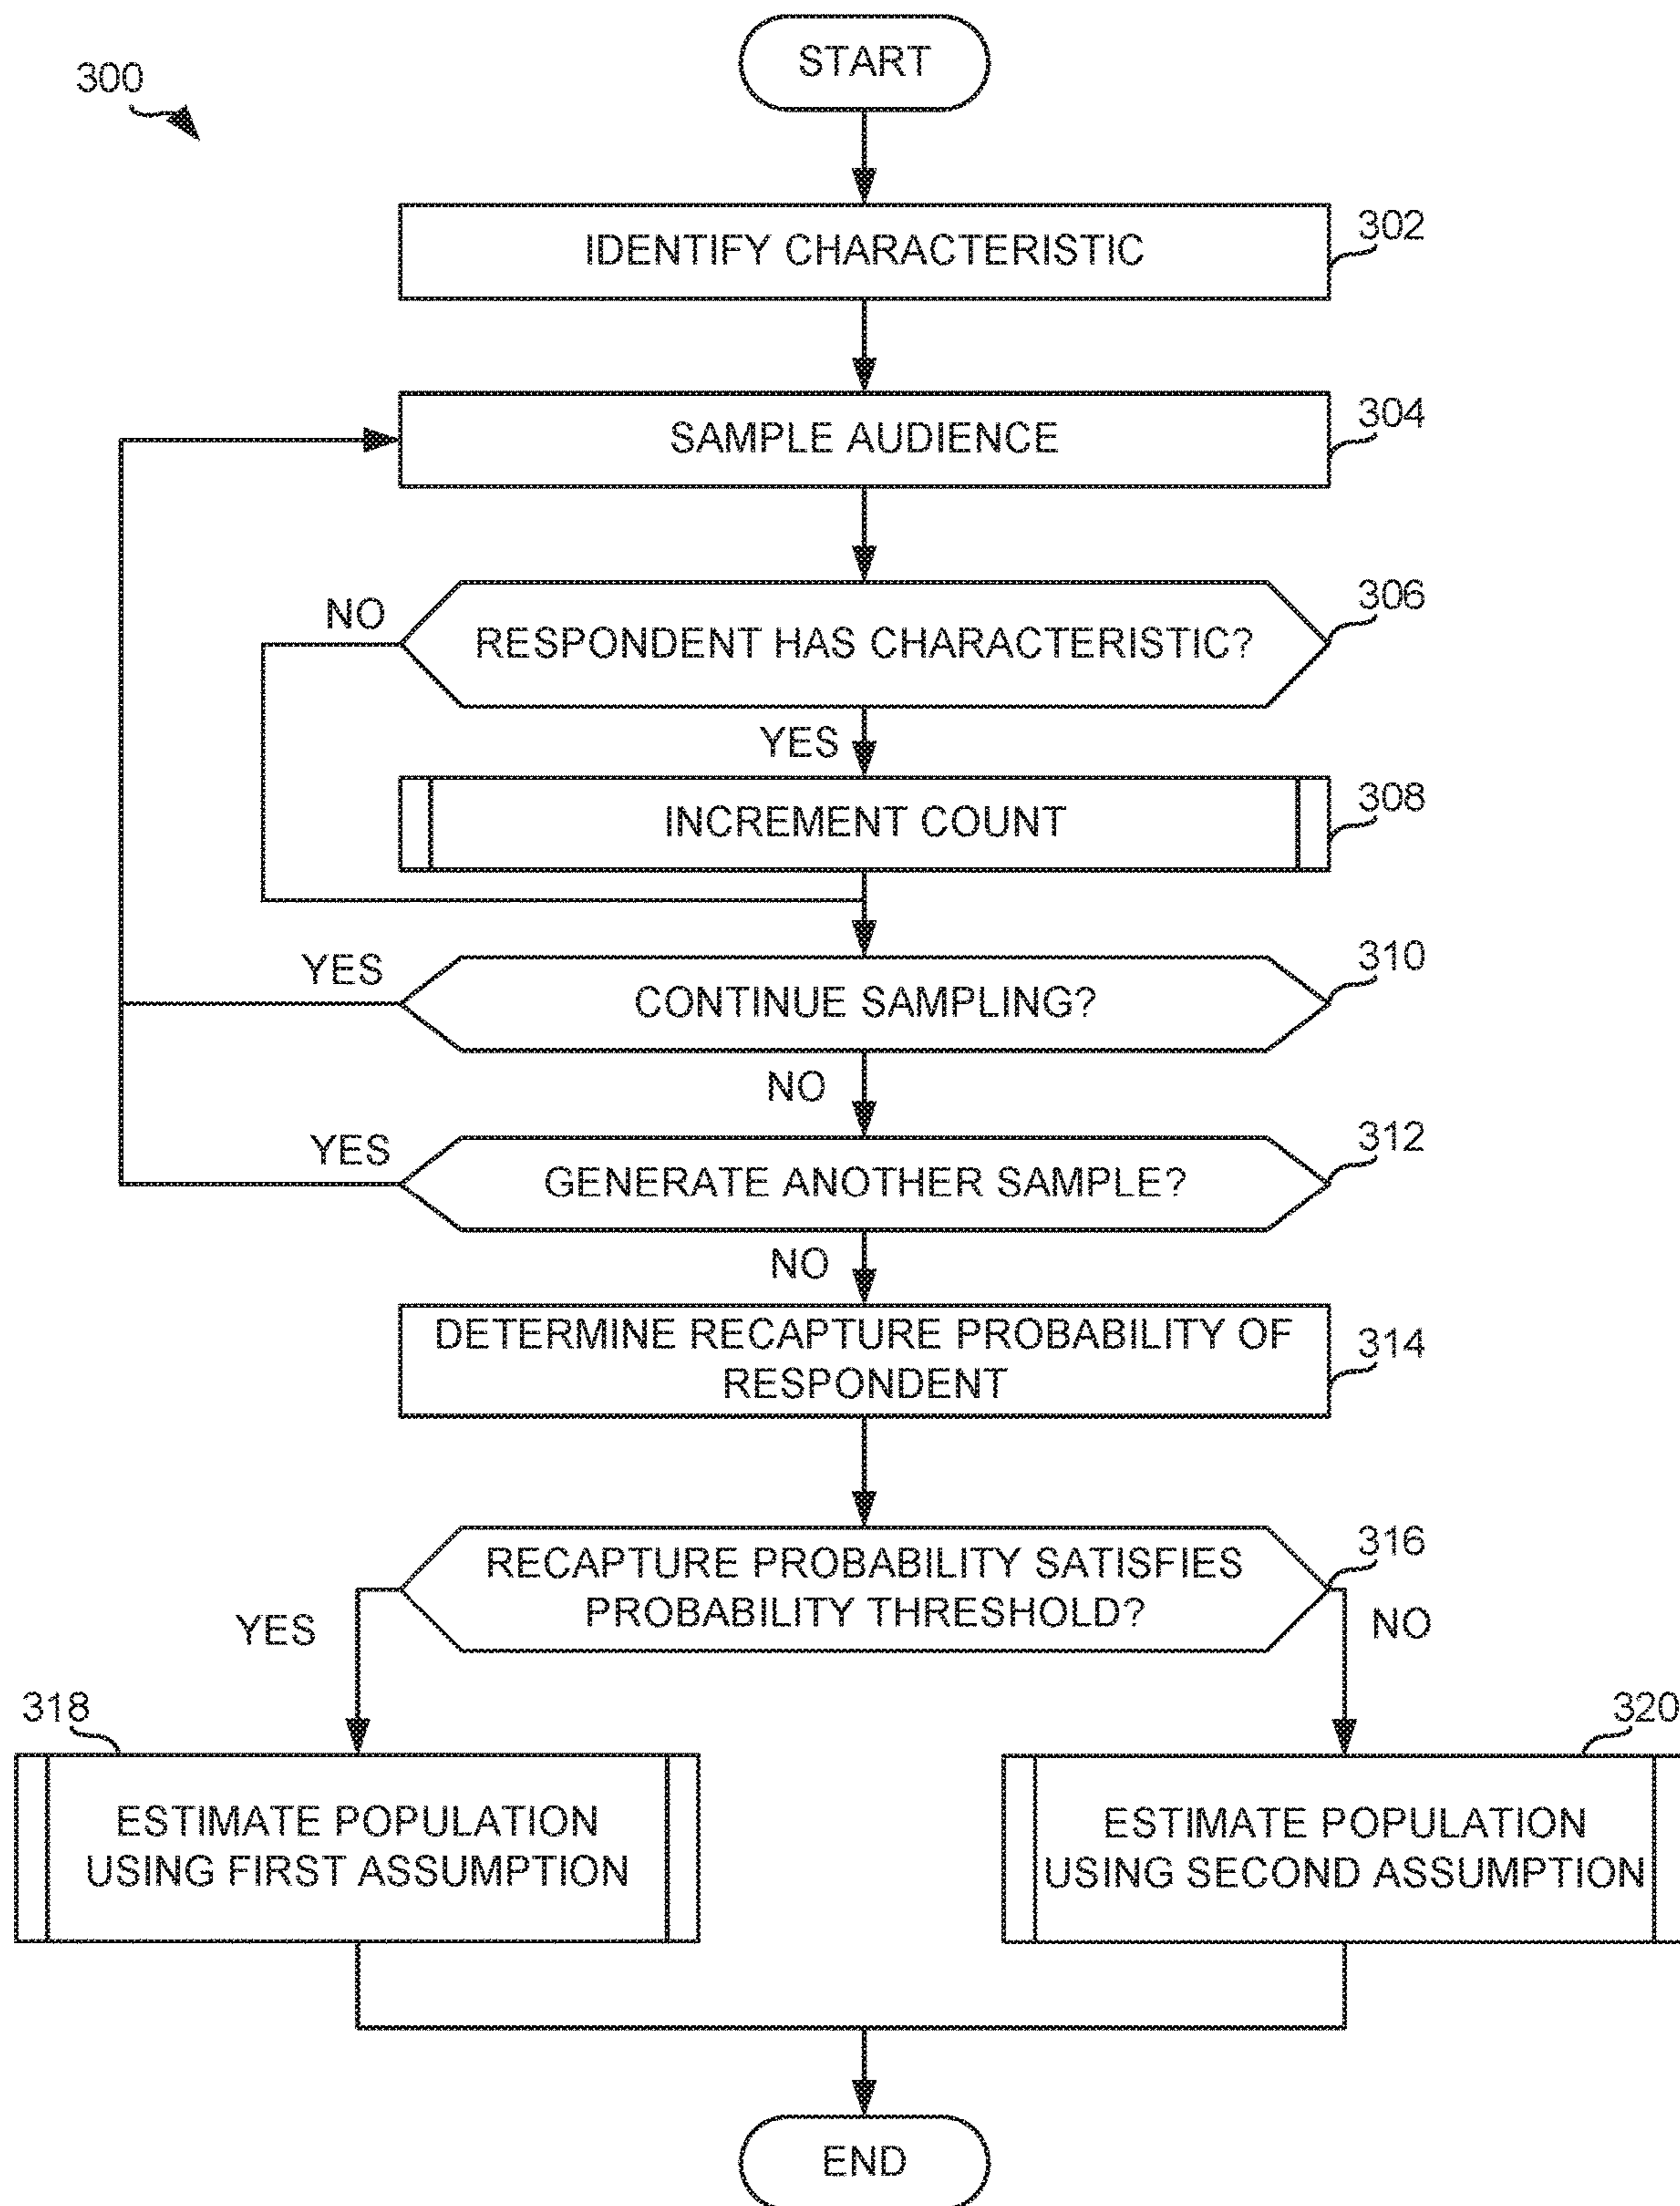 START
300
IDENTIFY CHARACTERISTIC
302
SAMPLE AUDIENCE
304
NO
RESPONDENT HAS CHARACTERISTIC?
306
YES
INCREMENT COUNT
308
YES
CONTINUE SAMPLING?
310
NO
YES
GENERATE ANOTHER SAMPLE?
312
NO
DETERMINE RECAPTURE PROBABILITY OF
RESPONDENT
314
RECAPTURE PROBABILITY SATISFIES
PROBABILITY THRESHOLD?
316
YES
NO
318
ESTIMATE POPULATION
USING FIRST ASSUMPTION
320
ESTIMATE POPULATION
USING SECOND ASSUMPTION
END